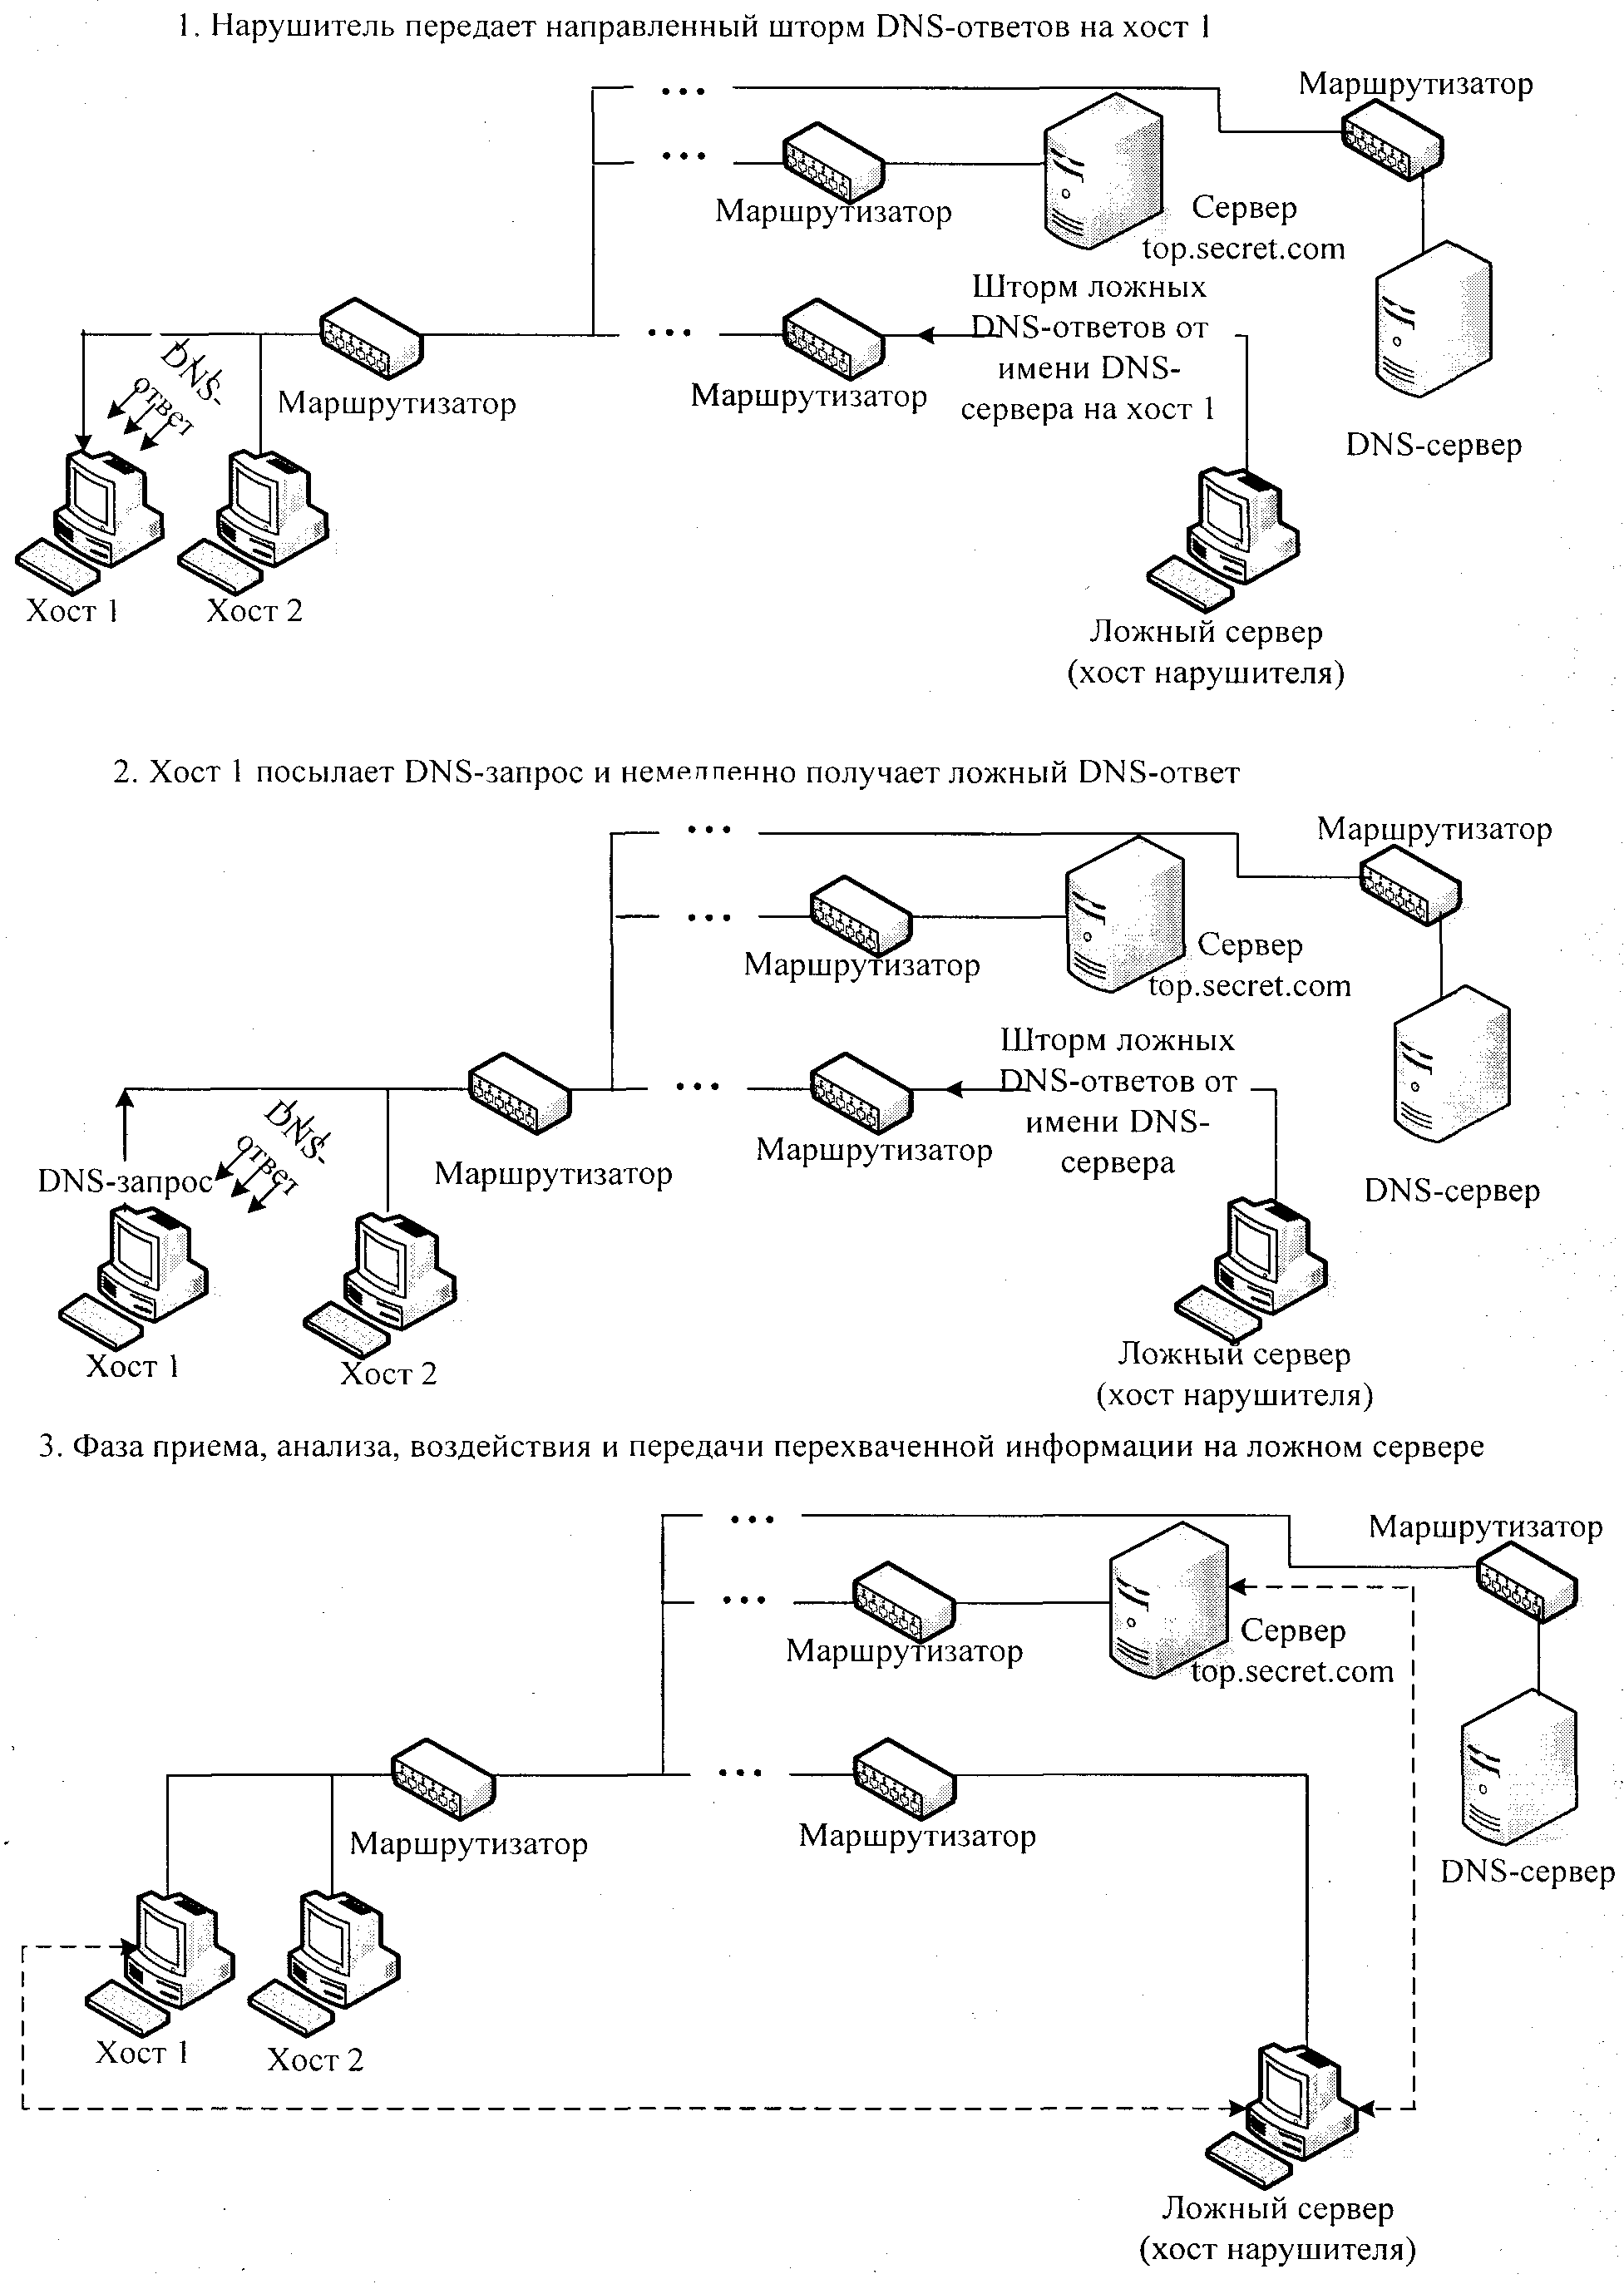 1. Нарушитель передает направленный шторм DNS-ответов на хост 1
Маршрутизатор
Маршрутизатор
Сервер
top.secret.com
Шторм ложных
DNS-ответов от
имени DNS-
сервера на хост 1
DNS-
ответ
Маршрутизатор
Маршрутизатор
DNS-сервер
Хост 1
Хост 2
Ложный сервер
(хост нарушителя)
2. Хост 1 посылает DNS-запрос и немедленно получает ложный DNS-ответ
Маршрутизатор
Маршрутизатор
Сервер
top.secret.com
Шторм ложных
DNS-ответов от
имени DNS-
сервера
DNS-
ответ
DNS-запрос
Маршрутизатор
Маршрутизатор
DNS-сервер
Хост 1
Хост 2
Ложный сервер
(хост нарушителя)
3. Фаза приема, анализа, воздействия и передачи перехваченной информации на ложном сервере
Маршрутизатор
Маршрутизатор
Сервер
top.secret.com
Маршрутизатор
Маршрутизатор
DNS-сервер
Хост 1
Хост 2
Ложный сервер
(хост нарушителя)